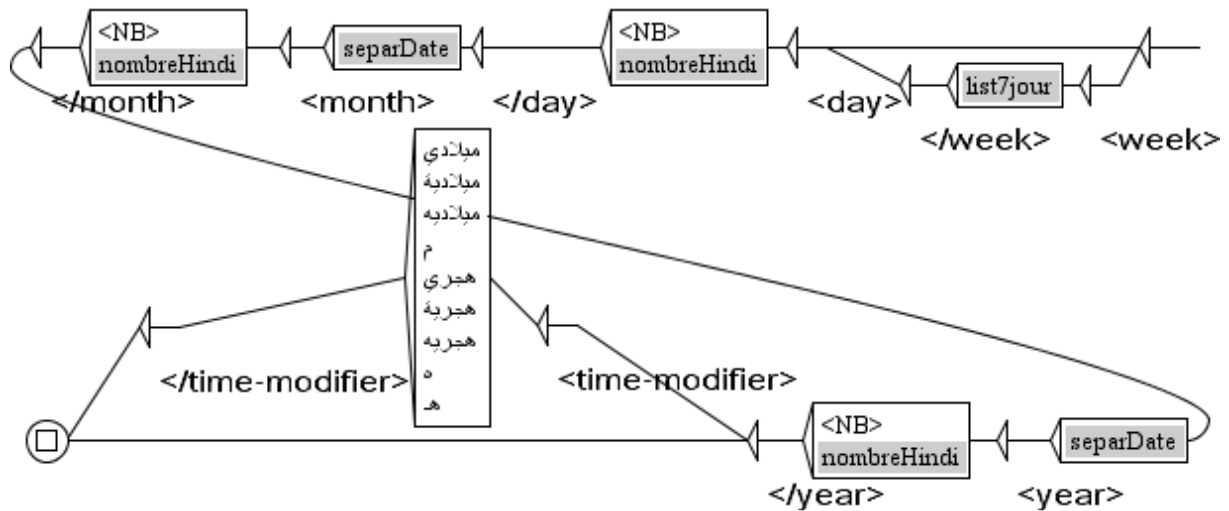 <NB>
nombreHindi
separDate
<NB>
nombreHindi
list7jour
</month>
<month>
</day>
<day>
</week>
<week>
ميلادي
ميلادية
ميلاديه
م
هجري
هجرية
هجريه
ه
هـ
</time-modifier>
<time-modifier>
<NB>
nombreHindi
separDate
</year>
<year>